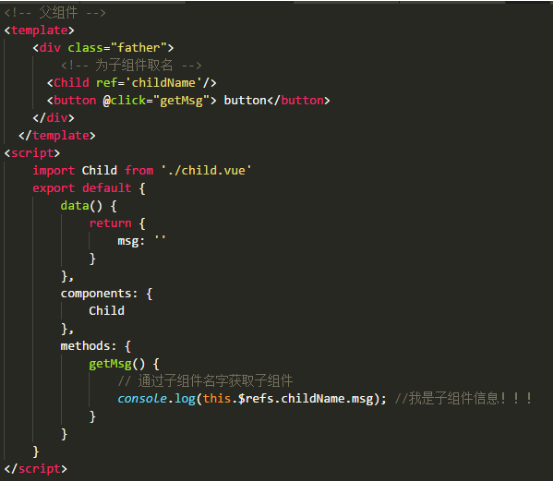 <!-- 父组件 -->
<template>
<div class="father">
<!-- 为子组件取名 -->
<Child ref='childName'/>
<button @click="getMsg"> button</button>
</div>
</template>
<script>
import Child from './child.vue'
export default {
data() {
return {
msg: ''
}
},
components: {
Child
},
methods: {
getMsg() {
// 通过子组件名字获取子组件
console.log(this.$refs.childName.msg); //我是子组件信息!!!
}
}
}
</script>